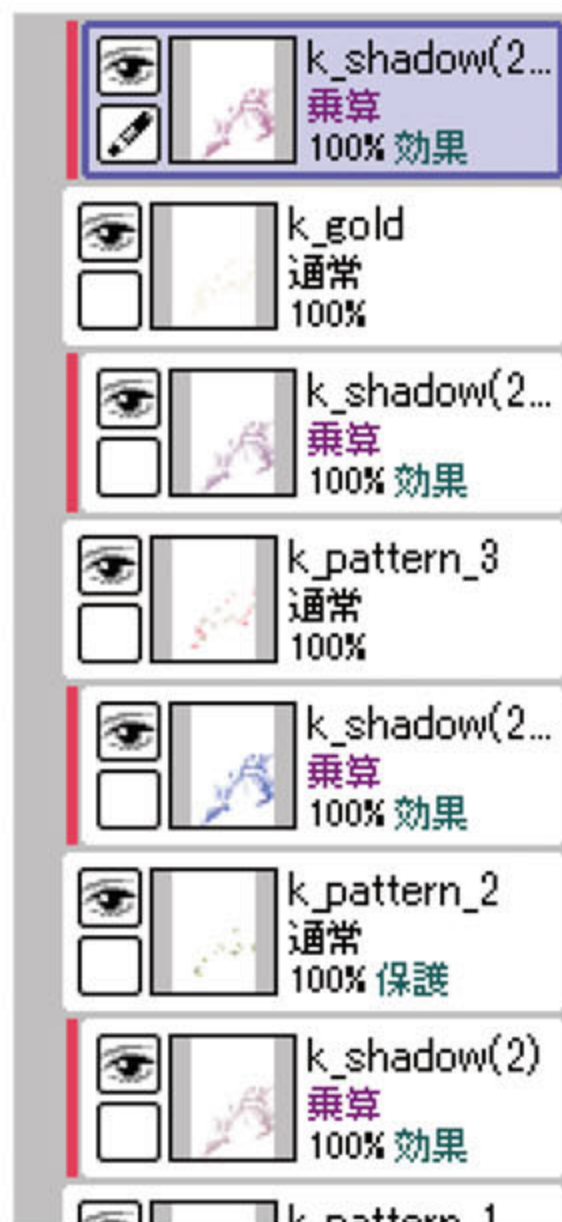 k_shadow(2...
乗算
100% 効果
k_gold
通常
100%
k_shadow(2...
乗算
100% 効果
k_pattern_3
通常
100%
k_shadow(2...
乗算
100% 効果
k_pattern_2
通常
100% 保護
k_shadow(2)
乗算
100% 効果
k_pattern_1